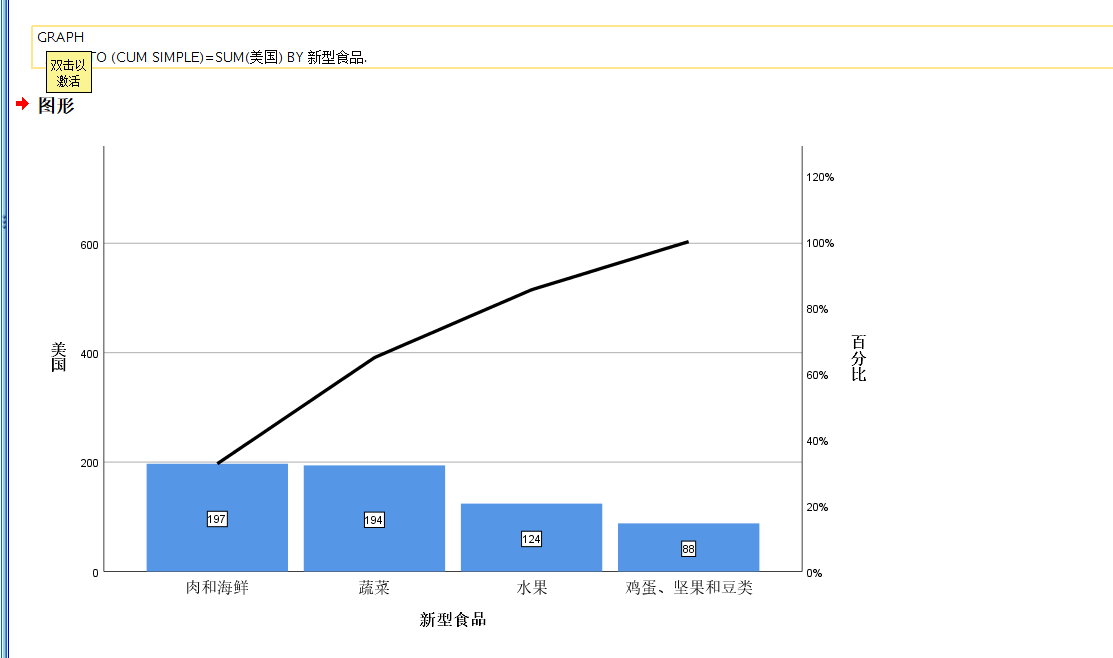 GRAPH
TO (CUM SIMPLE)=SUM(美国) BY 新型食品.
双击以
激活
图形
120%
600
100%
80%
美国
400
百分比
60%
40%
200
20%
197
194
124
88
0
0%
肉和海鲜
蔬菜
水果
鸡蛋、坚果和豆类
新型食品